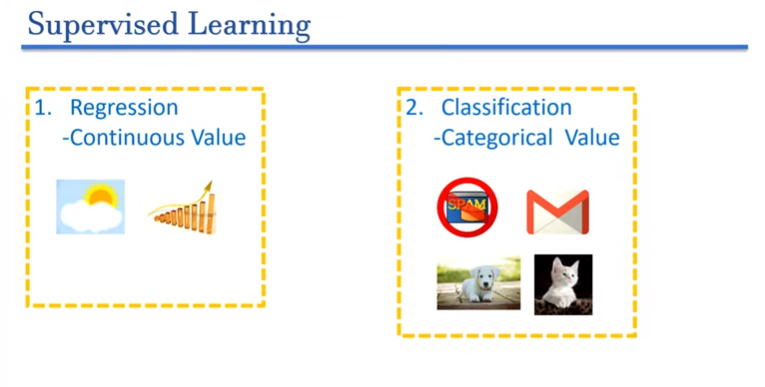 Supervised Learning
1. Regression
-Continuous Value
2. Classification
-Categorical Value
SPAM